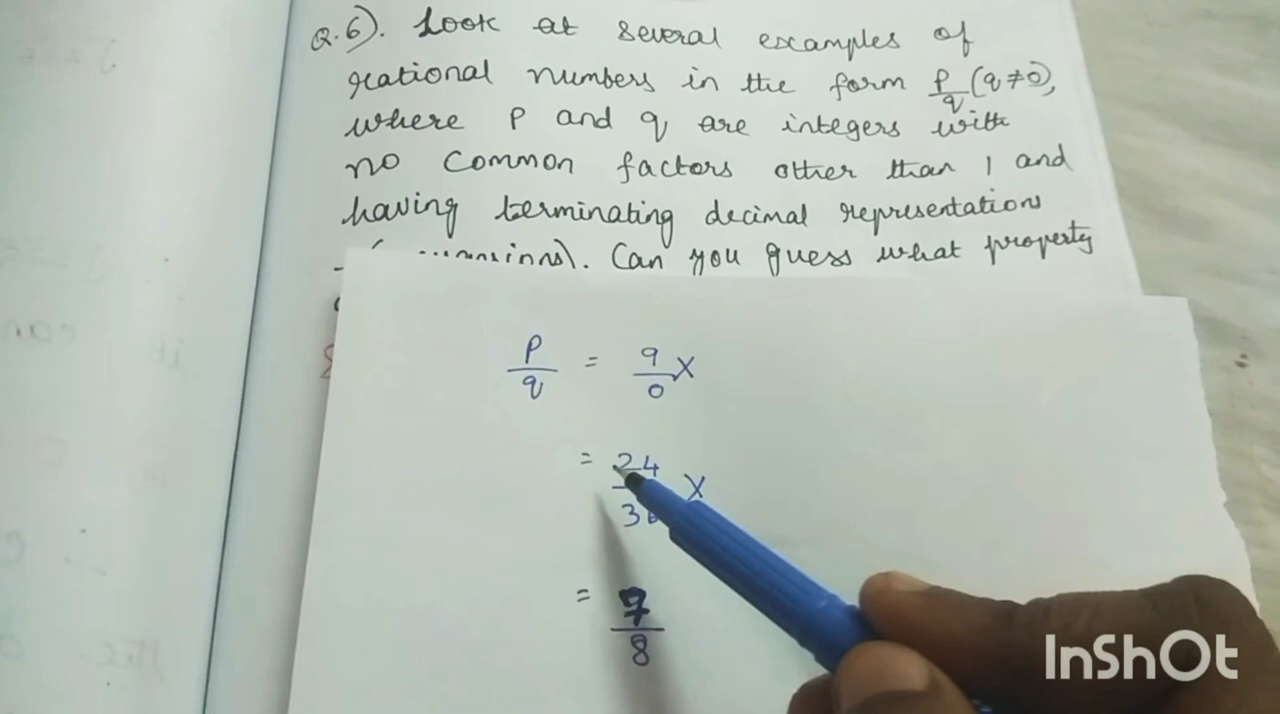 Q.6). Look at several examples of
rational numbers in the form p/q (q≠0),
where p and q are integers with
no common factors other than 1 and
having terminating decimal representations
Can you guess what property
p/q = 9/0 X
= 24/ X
= 7/8
InShOt